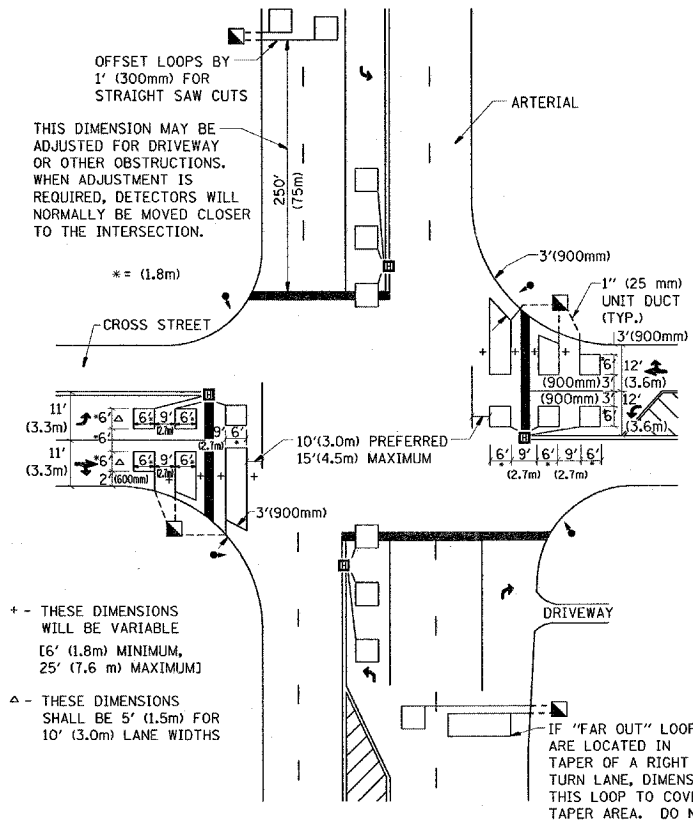 OFFSET LOOPS BY
1' (300mm) FOR
STRAIGHT SAW CUTS
ARTERIAL
THIS DIMENSION MAY BE
ADJUSTED FOR DRIVEWAY
OR OTHER OBSTRUCTIONS.
WHEN ADJUSTMENT IS
REQUIRED, DETECTORS WILL
NORMALLY BE MOVED CLOSER
TO THE INTERSECTION.
250'
(75m)
* = (1.8m)
3'(900mm)
1" (25 mm)
UNIT DUCT
(TYP.)
CROSS STREET
3'(900mm)
*6'
12'
(3.6m)
(900mm) 3'
(900mm) 3'
12'
*6'
(3.6m)
6' 9' 6' 9' 6'
* (2.7m) * (2.7m) *
11'
(3.3m)
*6' Δ
6' 9' 6'
* (2.7m) *
*6'
9' 6'
(2.7m) *
11'
(3.3m)
*6' Δ
6' 9' 6'
* (2.7m) *
2' (600mm)
10'(3.0m) PREFERRED
15'(4.5m) MAXIMUM
3'(900mm)
+ - THESE DIMENSIONS
WILL BE VARIABLE
[6' (1.8m) MINIMUM,
25' (7.6 m) MAXIMUM]
Δ - THESE DIMENSIONS
SHALL BE 5' (1.5m) FOR
10' (3.0m) LANE WIDTHS
DRIVEWAY
IF "FAR OUT" LOOP
ARE LOCATED IN
TAPER OF A RIGHT
TURN LANE, DIMENS
THIS LOOP TO COVE
TAPER AREA. DO N